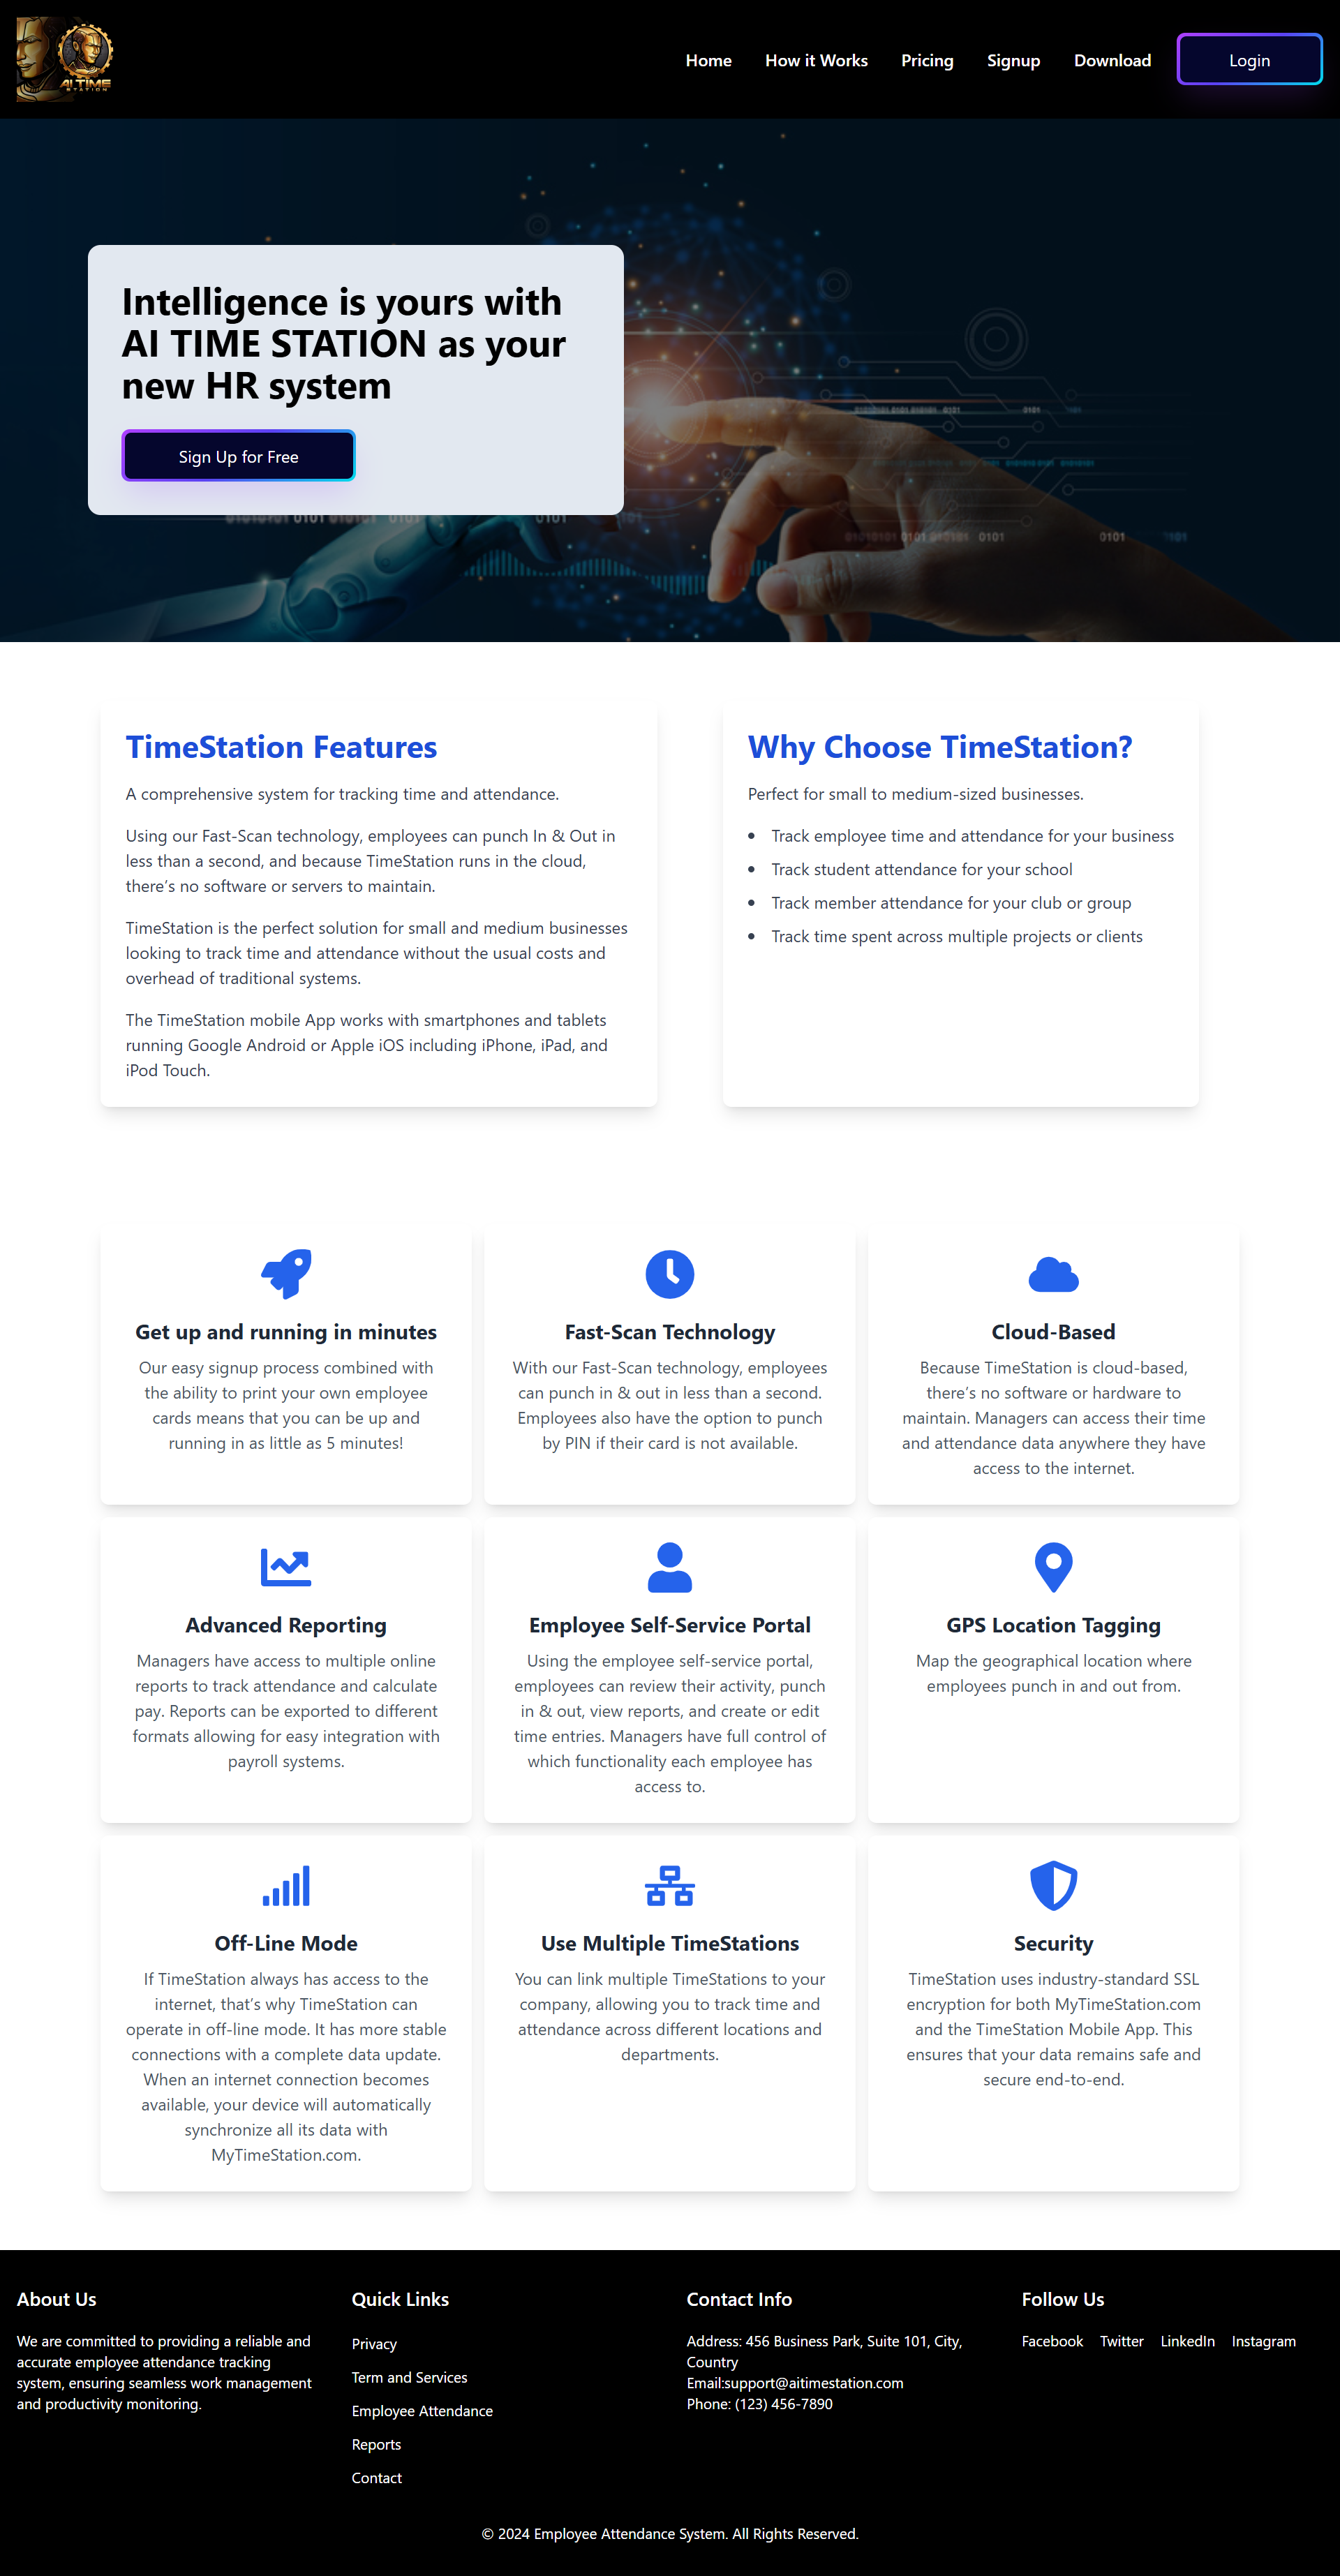 AI TIME
STATION
Home
How it Works
Pricing
Signup
Download
Login
Intelligence is yours with
AI TIME STATION as your
new HR system
Sign Up for Free
TimeStation Features
A comprehensive system for tracking time and attendance.
Using our Fast-Scan technology, employees can punch In & Out in
less than a second, and because TimeStation runs in the cloud,
there’s no software or servers to maintain.
TimeStation is the perfect solution for small and medium businesses
looking to track time and attendance without the usual costs and
overhead of traditional systems.
The TimeStation mobile App works with smartphones and tablets
running Google Android or Apple iOS including iPhone, iPad, and
iPod Touch.
Why Choose TimeStation?
Perfect for small to medium-sized businesses.
• Track employee time and attendance for your business
• Track student attendance for your school
• Track member attendance for your club or group
• Track time spent across multiple projects or clients
Get up and running in minutes
Our easy signup process combined with
the ability to print your own employee
cards means that you can be up and
running in as little as 5 minutes!
Fast-Scan Technology
With our Fast-Scan technology, employees
can punch in & out in less than a second.
Employees also have the option to punch
by PIN if their card is not available.
Cloud-Based
Because TimeStation is cloud-based,
there’s no software or hardware to
maintain. Managers can access their time
and attendance data anywhere they have
access to the internet.
Advanced Reporting
Managers have access to multiple online
reports to track attendance and calculate
pay. Reports can be exported to different
formats allowing for easy integration with
payroll systems.
Employee Self-Service Portal
Using the employee self-service portal,
employees can review their activity, punch
in & out, view reports, and create or edit
time entries. Managers have full control of
which functionality each employee has
access to.
GPS Location Tagging
Map the geographical location where
employees punch in and out from.
Off-Line Mode
If TimeStation always has access to the
internet, that’s why TimeStation can
operate in off-line mode. It has more stable
connections with a complete data update.
When an internet connection becomes
available, your device will automatically
synchronize all its data with
MyTimeStation.com.
Use Multiple TimeStations
You can link multiple TimeStations to your
company, allowing you to track time and
attendance across different locations and
departments.
Security
TimeStation uses industry-standard SSL
encryption for both MyTimeStation.com
and the TimeStation Mobile App. This
ensures that your data remains safe and
secure end-to-end.
About Us
We are committed to providing a reliable and
accurate employee attendance tracking
system, ensuring seamless work management
and productivity monitoring.
Quick Links
Privacy
Term and Services
Employee Attendance
Reports
Contact
Contact Info
Address: 456 Business Park, Suite 101, City,
Country
Email:support@aitimestation.com
Phone: (123) 456-7890
Follow Us
Facebook
Twitter
LinkedIn
Instagram
© 2024 Employee Attendance System. All Rights Reserved.